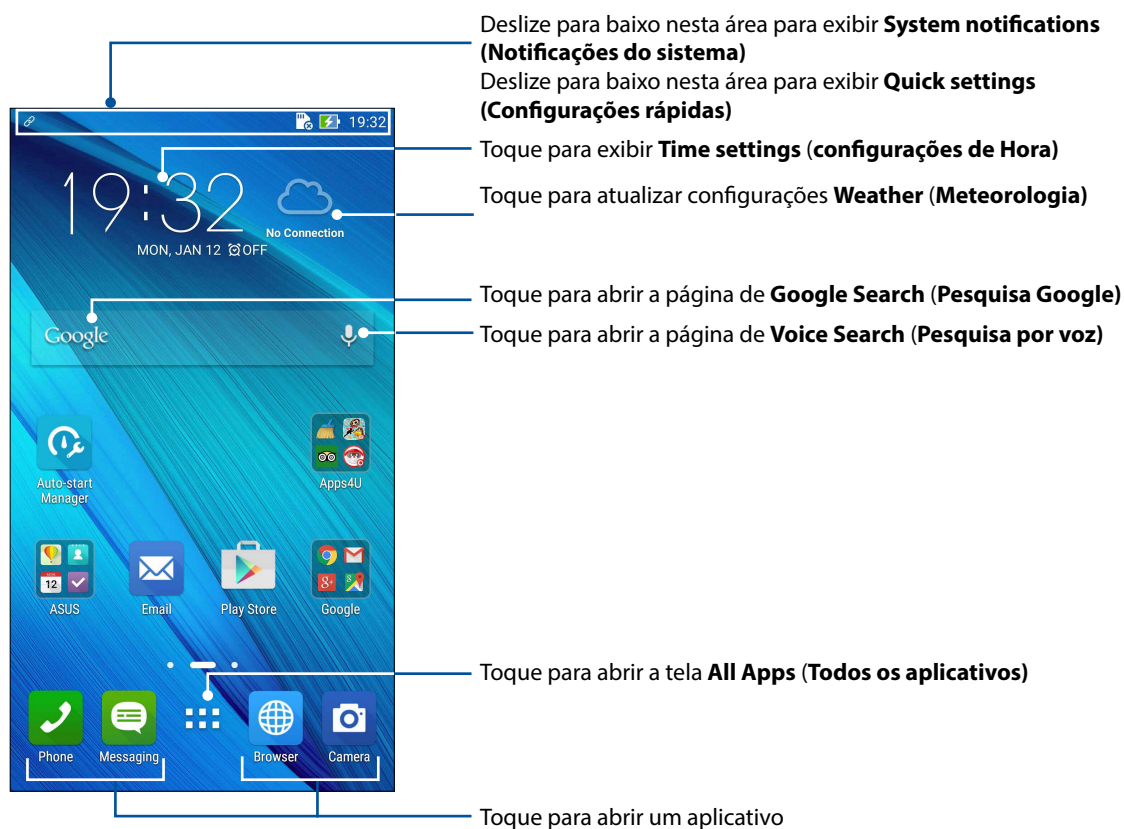 Deslize para baixo nesta área para exibir System notifications
(Notificações do sistema)
Deslize para baixo nesta área para exibir Quick settings
(Configurações rápidas)
19:32
Toque para exibir Time settings (configurações de Hora)
19:32
Toque para atualizar configurações Weather (Meteorologia)
No Connection
MON, JAN 12 OFF
Toque para abrir a página de Google Search (Pesquisa Google)
Google
Toque para abrir a página de Voice Search (Pesquisa por voz)
Auto-start
Manager
Apps4U
12
8+
ASUS
Email
Play Store
Google
Toque para abrir a tela All Apps (Todos os aplicativos)
Phone
Messaging
Browser
Camera
Toque para abrir um aplicativo